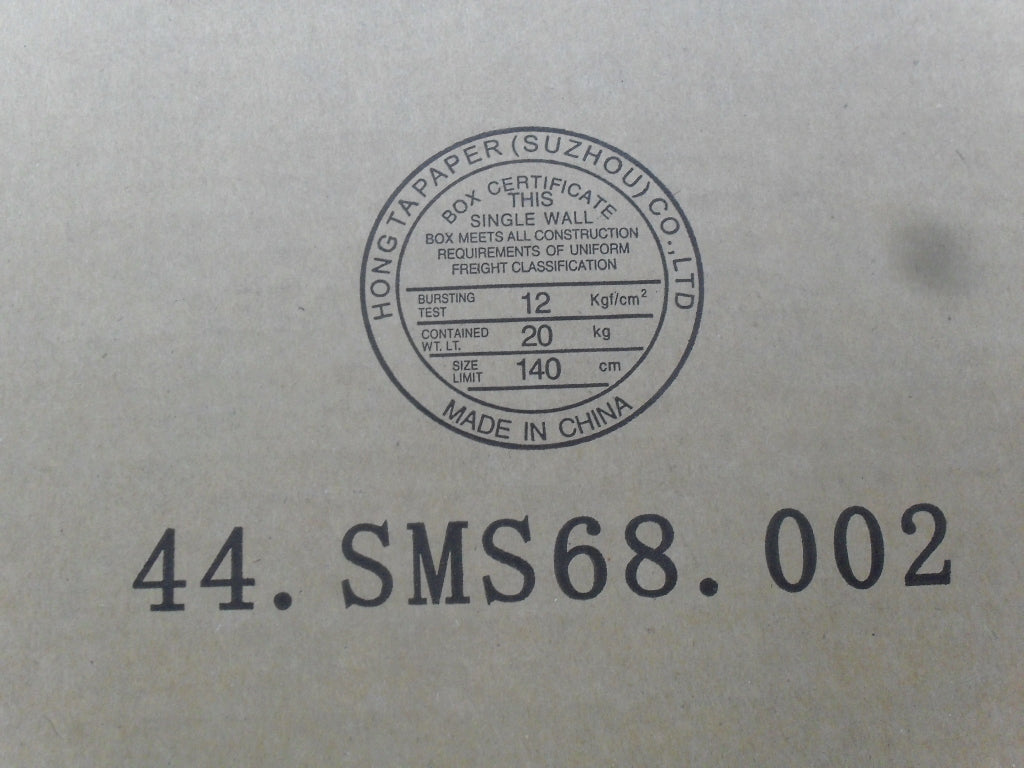 HONG TA PAPER (SUZHOU) CO.,LTD
BOX CERTIFICATE
THIS
SINGLE WALL
BOX MEETS ALL CONSTRUCTION
REQUIREMENTS OF UNIFORM
FREIGHT CLASSIFICATION
BURSTING TEST 12 Kgf/cm²
CONTAINED WT. LT. 20 kg
SIZE LIMIT 140 cm
MADE IN CHINA
44.SMS68.002